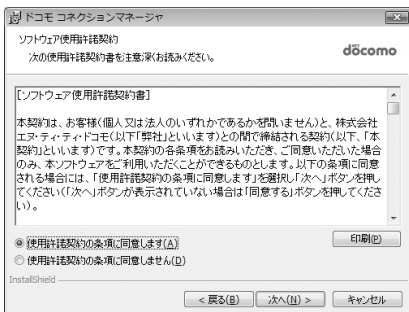 ドコモ コネクションマネージャ
ソフトウェア使用許諾契約
次の使用許諾契約書を注意深くお読みください。
döcomo
[ソフトウェア使用許諾契約書]
本契約は、お客様(個人又は法人のいずれかであるかを問いません)と、株式会社
エヌ・ティ・ティ・ドコモ(以下「弊社」といいます)との間で締結される契約(以下、「本
契約」といいます)です。本契約の各条項をお読みいただき、ご同意いただいた場合
のみ、本ソフトウェアをご利用いただくことができるものとします。以下の条項に同意
される場合には、「使用許諾契約の条項に同意します」を選択し「次へ」ボタンを押し
てください(「次へ」ボタンが表示されていない場合は「同意する」ボタンを押してくださ
い)。
使用許諾契約の条項に同意します(A)
印刷(P)
使用許諾契約の条項に同意しません(D)
InstallShield
< 戻る(B)
次へ(N) >
キャンセル